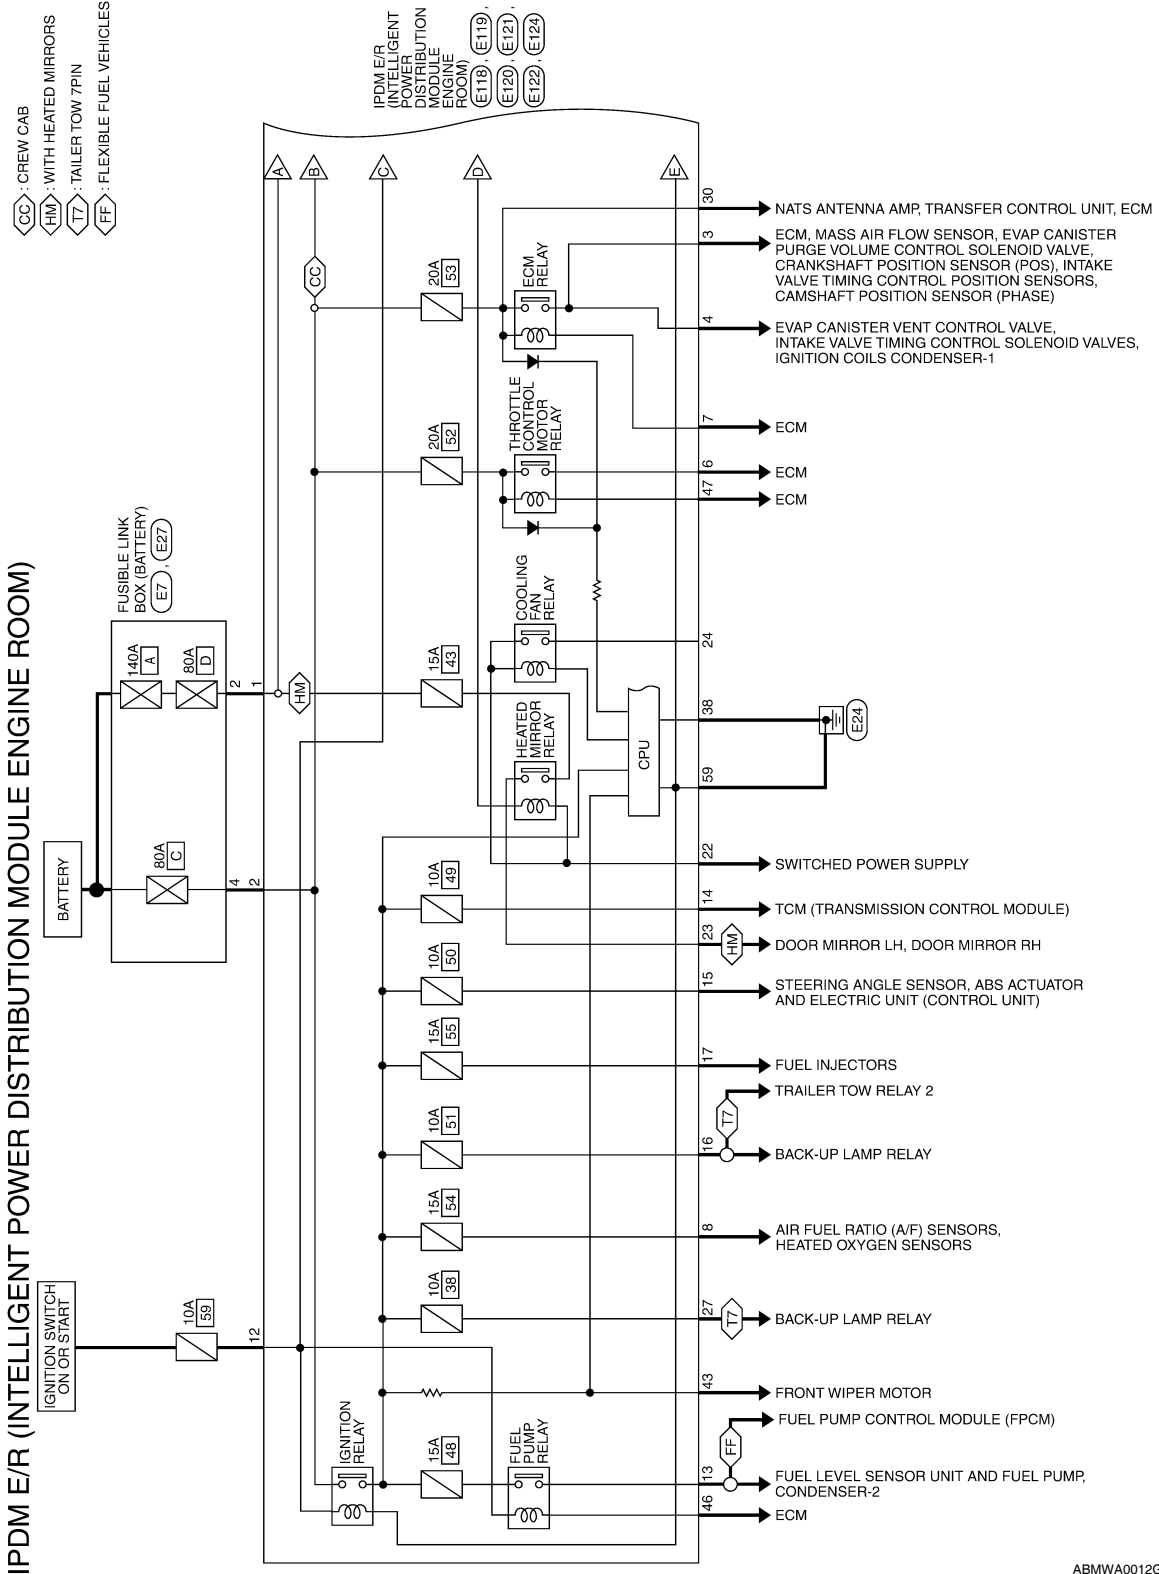 IPDM E/R (INTELLIGENT POWER DISTRIBUTION MODULE ENGINE ROOM)
CC : CREW CAB
HM : WITH HEATED MIRRORS
T7 : TAILER TOW 7PIN
FF : FLEXIBLE FUEL VEHICLES
IPDM E/R
(INTELLIGENT
POWER
DISTRIBUTION
MODULE
ENGINE
ROOM)
E118 , E119 ,
E120 , E121 ,
E122 , E124
A
B
C
D
E
BATTERY
FUSIBLE LINK
BOX (BATTERY)
E7 , E27
140A
A
80A
D
80A
C
2
1
4
2
HM
CC
IGNITION SWITCH
ON OR START
10A
59
12
20A
53
ECM
RELAY
30
NATS ANTENNA AMP, TRANSFER CONTROL UNIT, ECM
3
ECM, MASS AIR FLOW SENSOR, EVAP CANISTER
PURGE VOLUME CONTROL SOLENOID VALVE,
CRANKSHAFT POSITION SENSOR (POS), INTAKE
VALVE TIMING CONTROL POSITION SENSORS,
CAMSHAFT POSITION SENSOR (PHASE)
4
EVAP CANISTER VENT CONTROL VALVE,
INTAKE VALVE TIMING CONTROL SOLENOID VALVES,
IGNITION COILS CONDENSER-1
7
ECM
20A
52
THROTTLE
CONTROL
MOTOR
RELAY
6
ECM
47
ECM
COOLING
FAN
RELAY
24
15A
43
HEATED
MIRROR
RELAY
CPU
38
59
E24
22
SWITCHED POWER SUPPLY
10A
49
14
TCM (TRANSMISSION CONTROL MODULE)
23
HM
DOOR MIRROR LH, DOOR MIRROR RH
10A
50
15
STEERING ANGLE SENSOR, ABS ACTUATOR
AND ELECTRIC UNIT (CONTROL UNIT)
15A
55
17
FUEL INJECTORS
T7
TRAILER TOW RELAY 2
10A
51
16
BACK-UP LAMP RELAY
15A
54
8
AIR FUEL RATIO (A/F) SENSORS,
HEATED OXYGEN SENSORS
10A
38
27
T7
BACK-UP LAMP RELAY
43
FRONT WIPER MOTOR
FF
FUEL PUMP CONTROL MODULE (FPCM)
IGNITION
RELAY
15A
48
FUEL
PUMP
RELAY
13
FUEL LEVEL SENSOR UNIT AND FUEL PUMP,
CONDENSER-2
46
ECM
ABMWA0012G